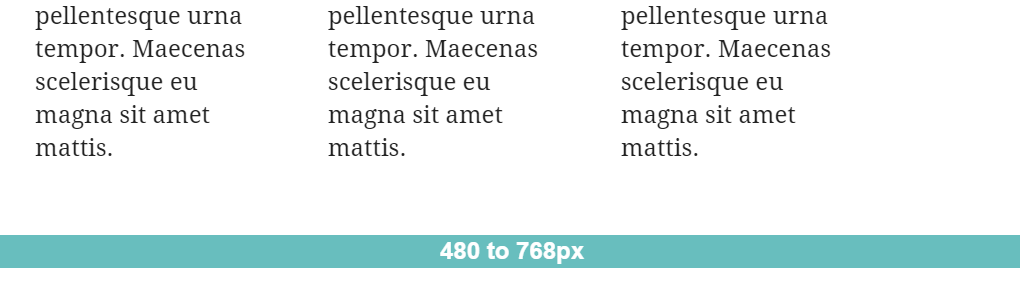 pellentesque urna
tempor. Maecenas
scelerisque eu
magna sit amet
mattis.
pellentesque urna
tempor. Maecenas
scelerisque eu
magna sit amet
mattis.
pellentesque urna
tempor. Maecenas
scelerisque eu
magna sit amet
mattis.
480 to 768px